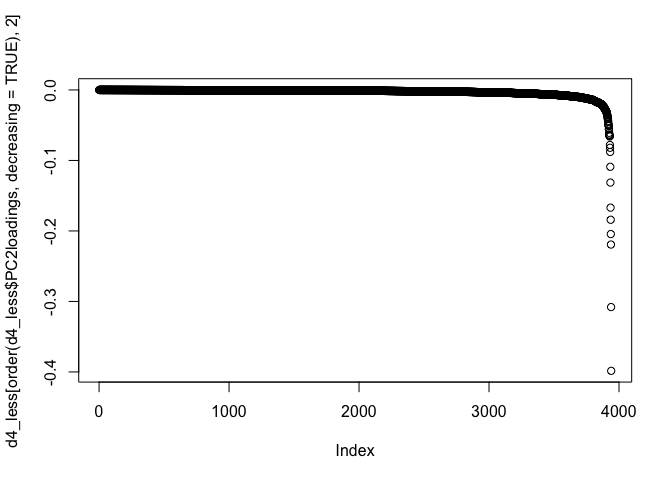 d4_less[order(d4_less$PC2loadings, decreasing = TRUE), 2]
0.0
-0.1
-0.2
-0.3
-0.4
0 1000 2000 3000 4000
Index